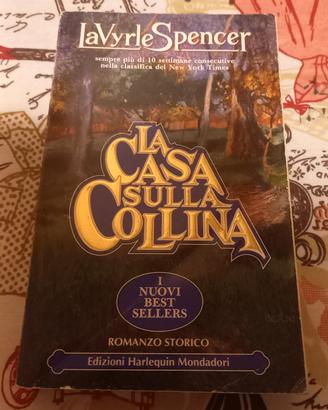 LaVyrle Spencer
sempre più di 10 settimane consecutive
nella classifica del New York Times
LA
CASA
SULLA
COLLINA
I
NUOVI
BEST
SELLERS
ROMANZO STORICO
Edizioni Harlequin Mondadori